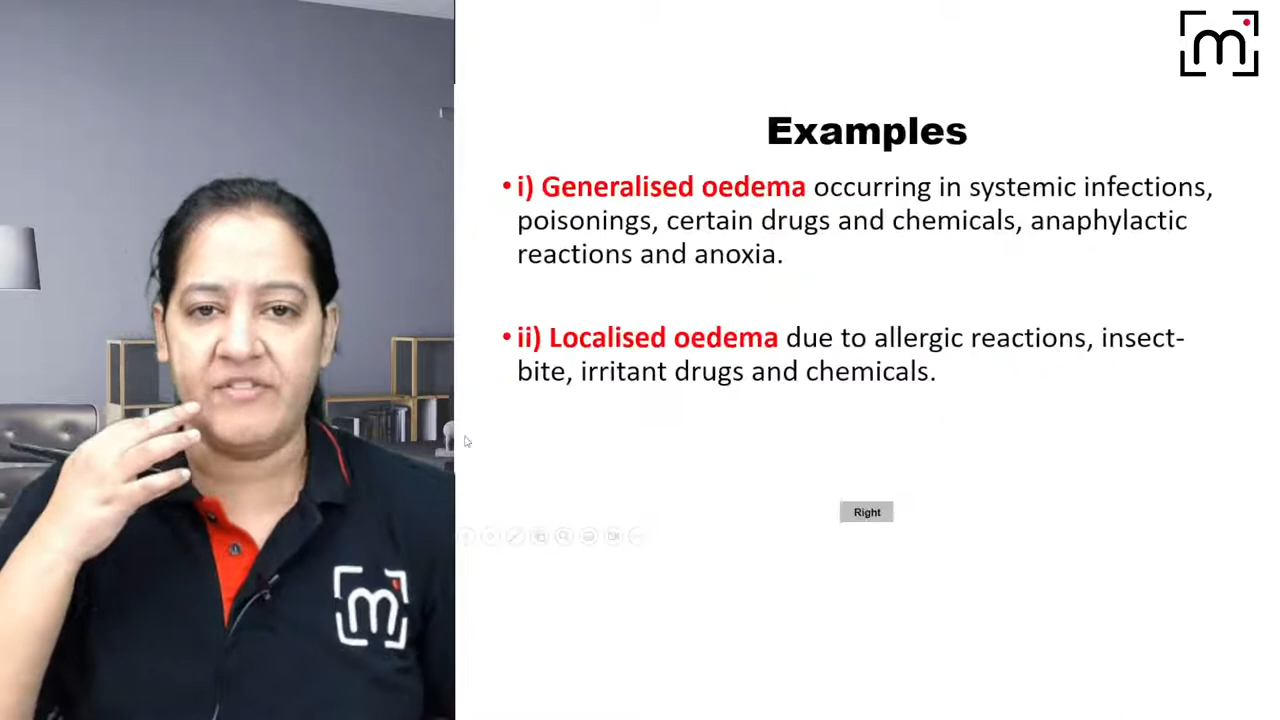 m
Examples
• i) Generalised oedema occurring in systemic infections,
poisonings, certain drugs and chemicals, anaphylactic
reactions and anoxia.
• ii) Localised oedema due to allergic reactions, insect-
bite, irritant drugs and chemicals.
Right
m